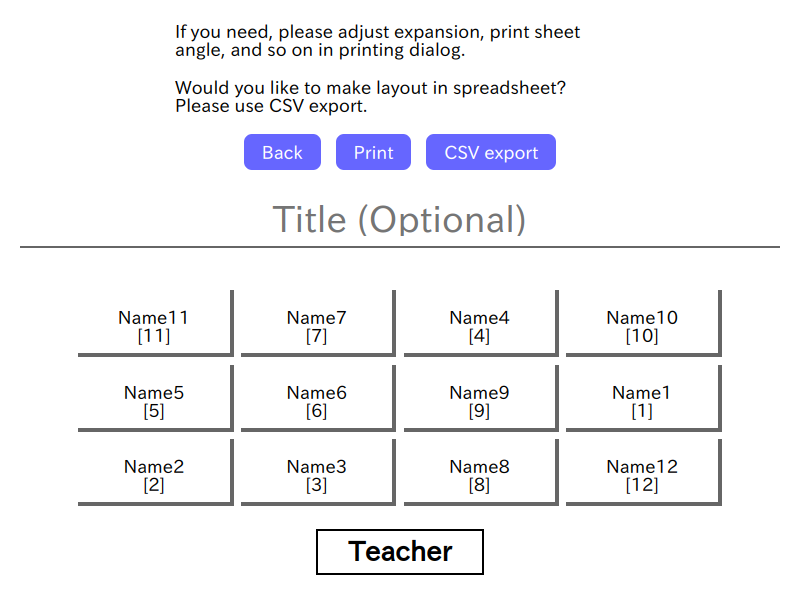 If you need, please adjust expansion, print sheet
angle, and so on in printing dialog.
Would you like to make layout in spreadsheet?
Please use CSV export.
Back Print CSV export
Title (Optional)
Name11 Name7 Name4 Name10
[11] [7] [4] [10]
Name5 Name6 Name9 Name1
[5] [6] [9] [1]
Name2 Name3 Name8 Name12
[2] [3] [8] [12]
Teacher